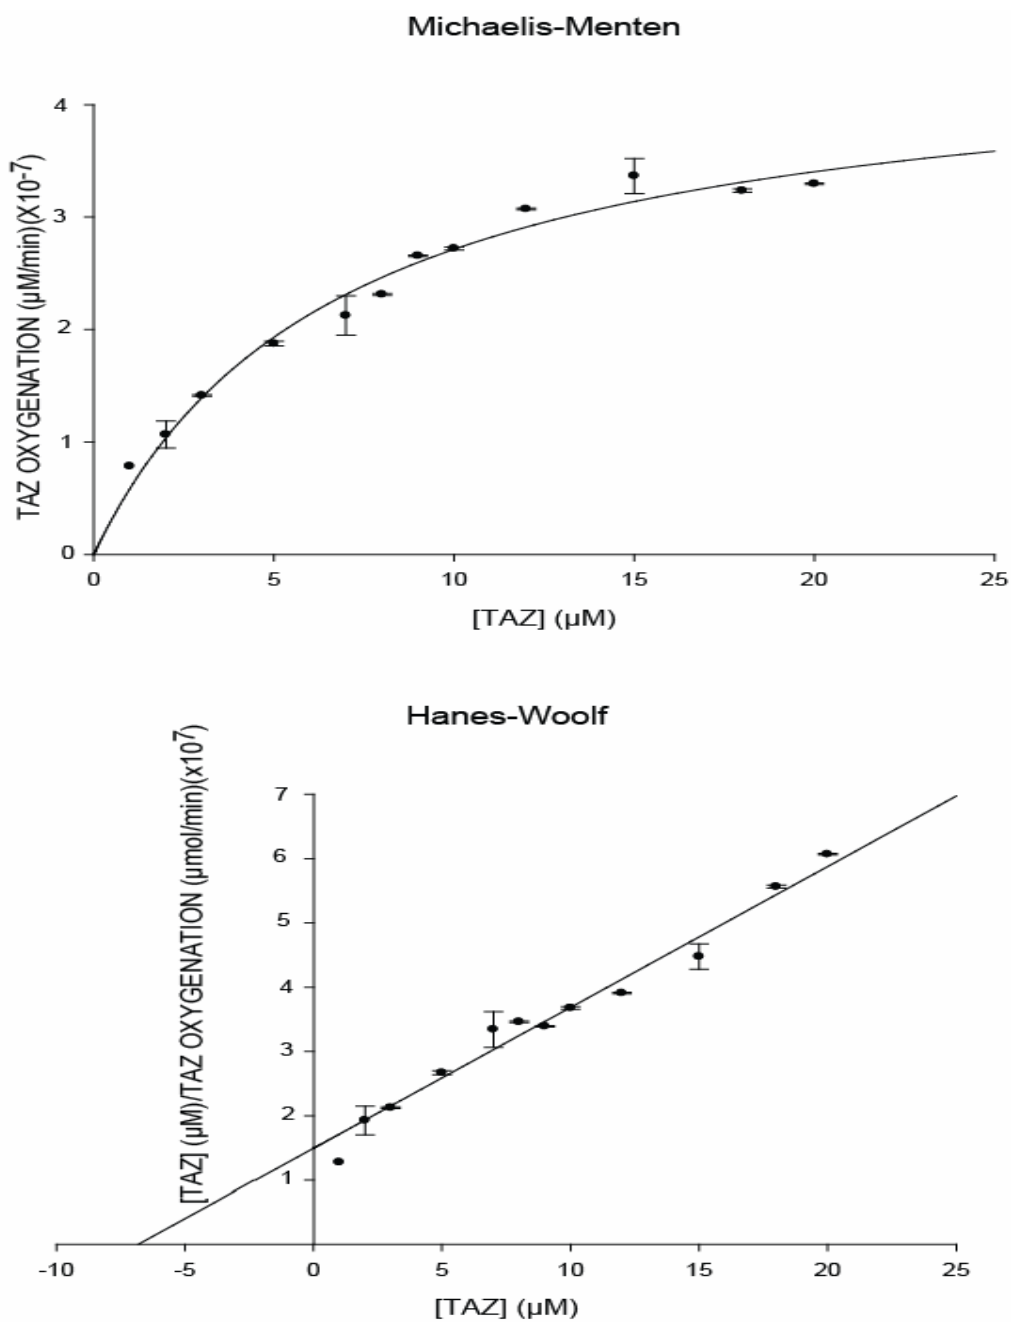 Michaelis-Menten
TAZ OXYGENATION (µM/min)(X10-7)
4
3
2
1
0
0 5 10 15 20 25
[TAZ] (µM)
Hanes-Woolf
[TAZ] (µM)/TAZ OXYGENATION (µmol/min)(x10⁷)
7
6
5
4
3
2
1
-10 -5 0 5 10 15 20 25
[TAZ] (µM)